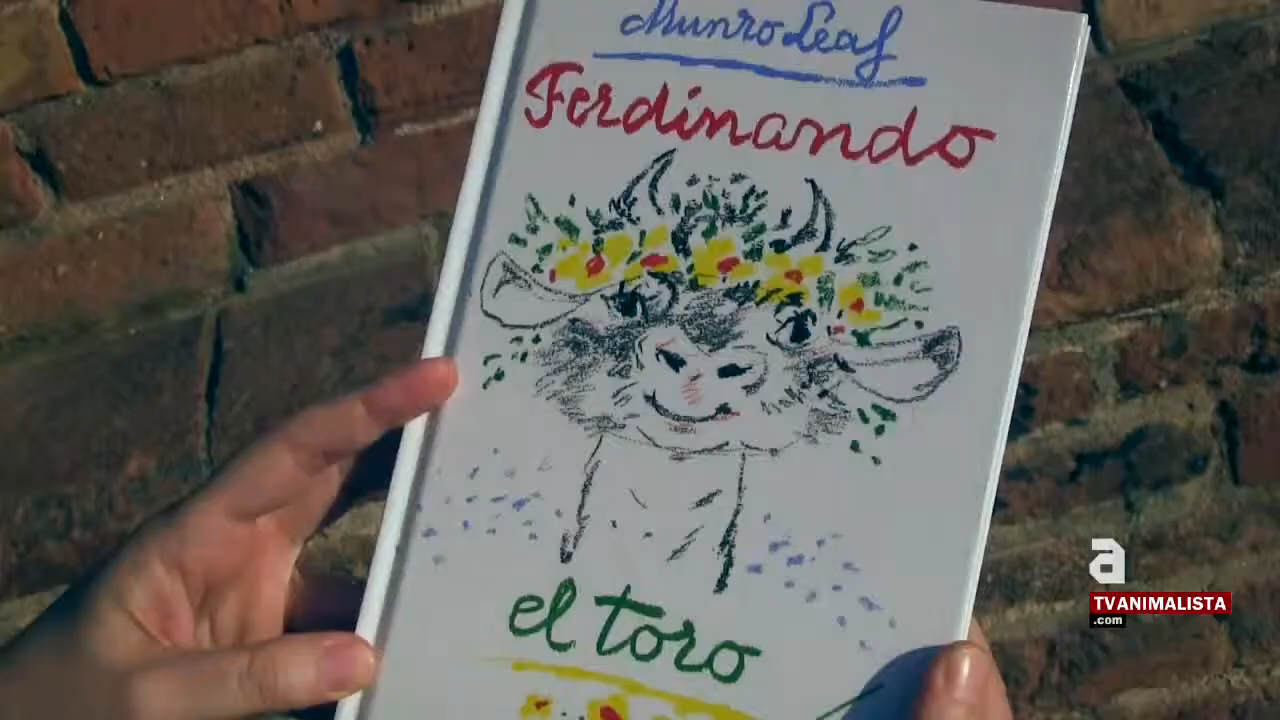 Munro Leaf
Ferdinando
el toro
a
TVANIMALISTA
.com